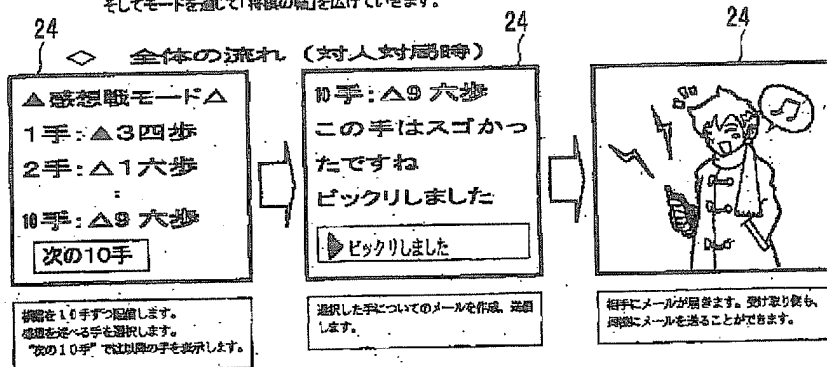 そしてモードを通して「将棋の輪」を広げていきます。
24
24
24
◇ 全体の流れ (対人対局時)
▲感想戦モード△
1手:▲3四歩
2手:△1六歩
:
10手:△9六歩
次の10手
10手:△9六歩
この手はスゴかっ
たですね
ビックリしました
▶ビックリしました
♪
棋譜を10手ずつ配信します。
感想を述べる手を選択します。
"次の10手"では以降の手を表示します。
選択した手についてのメールを作成、送信
します。
相手にメールが届きます。受け取り側も、
同様にメールを送ることができます。